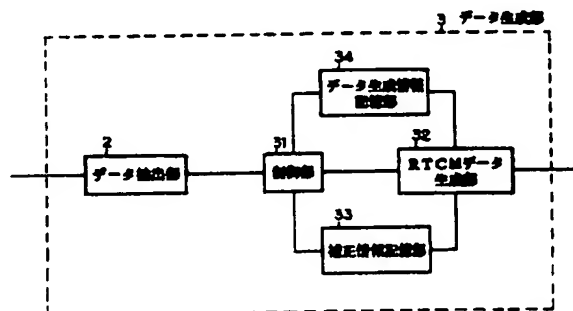 3 データ生成部
34
データ生成情報
記憶部
2
データ抽出部
31
制御部
32
RTCMデータ
生成部
33
補正情報記憶部